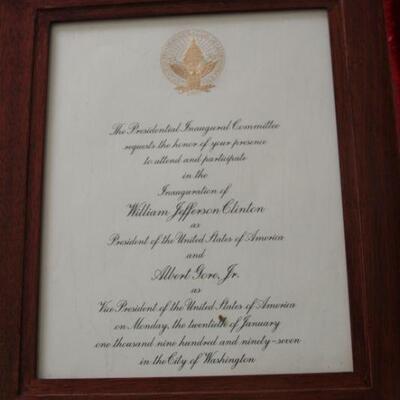 The Presidential Inaugural Committee
requests the honor of your presence
to attend and participate
in the
Inauguration of
William Jefferson Clinton
as
President of the United States of America
and
Albert Gore, Jr.
as
Vice President of the United States of America
on Monday, the twentieth of January
one thousand nine hundred and ninety-seven
in the City of Washington